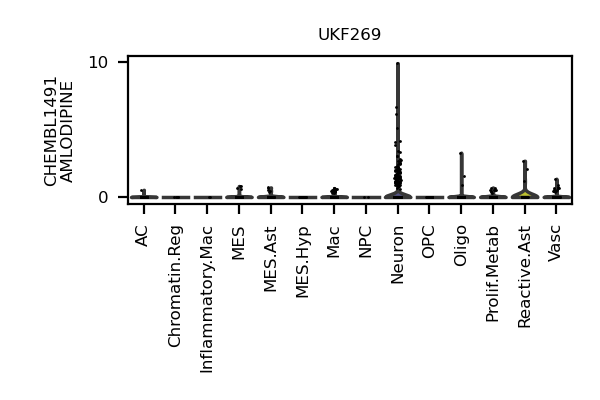 UKF269
CHEMBL1491
AMLODIPINE
10
0
AC
Chromatin.Reg
Inflammatory.Mac
MES
MES.Ast
MES.Hyp
Mac
NPC
Neuron
OPC
Oligo
Prolif.Metab
Reactive.Ast
Vasc